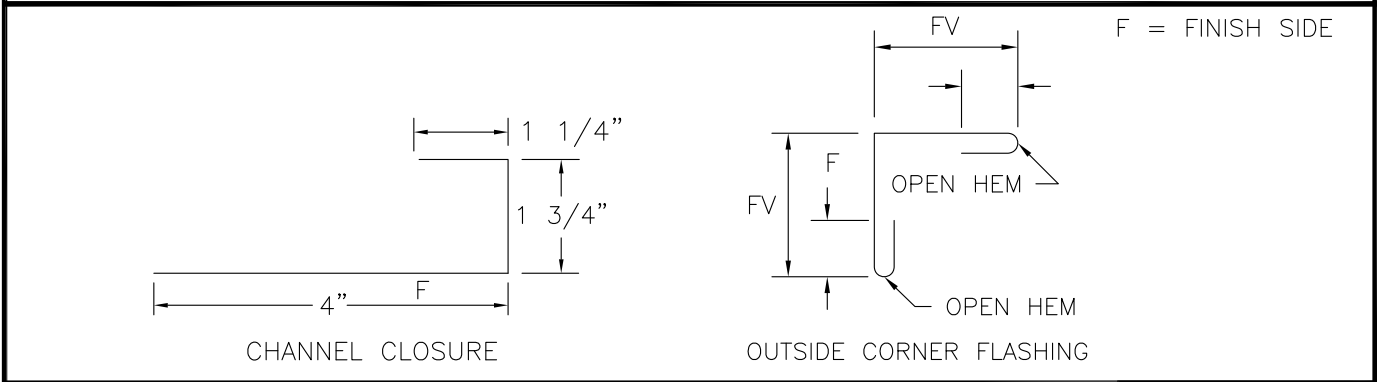 FV
F = FINISH SIDE
1 1/4”
F
OPEN HEM
FV
1 3/4”
F
4”
OPEN HEM
CHANNEL CLOSURE
OUTSIDE CORNER FLASHING